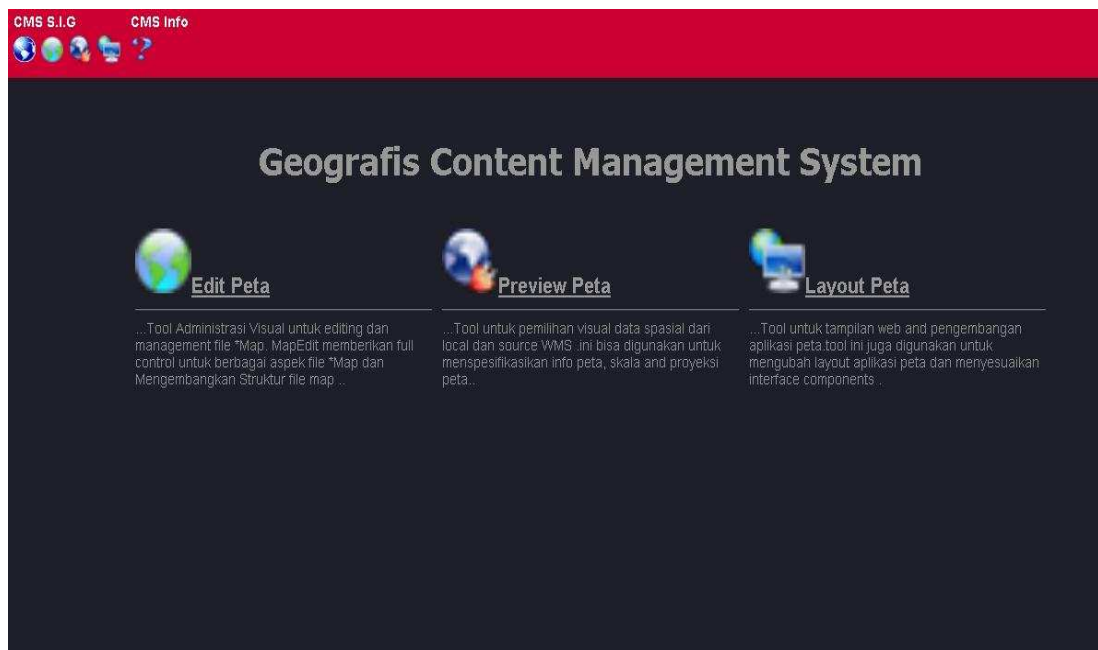 CMS S.I.G CMS Info
Geografis Content Management System
Edit Peta
...Tool Administrasi Visual untuk editing dan
management file *Map. MapEdit memberikan full
control untuk berbagai aspek file *Map dan
Mengembangkan Struktur file map ..
Preview Peta
...Tool untuk pemilihan visual data spasial dari
local dan source WMS .ini bisa digunakan untuk
menspesifikasikan info peta, skala and proyeksi
peta..
Layout Peta
...Tool untuk tampilan web and pengembangan
aplikasi peta.tool ini juga digunakan untuk
mengubah layout aplikasi peta dan menyesuaikan
interface components .